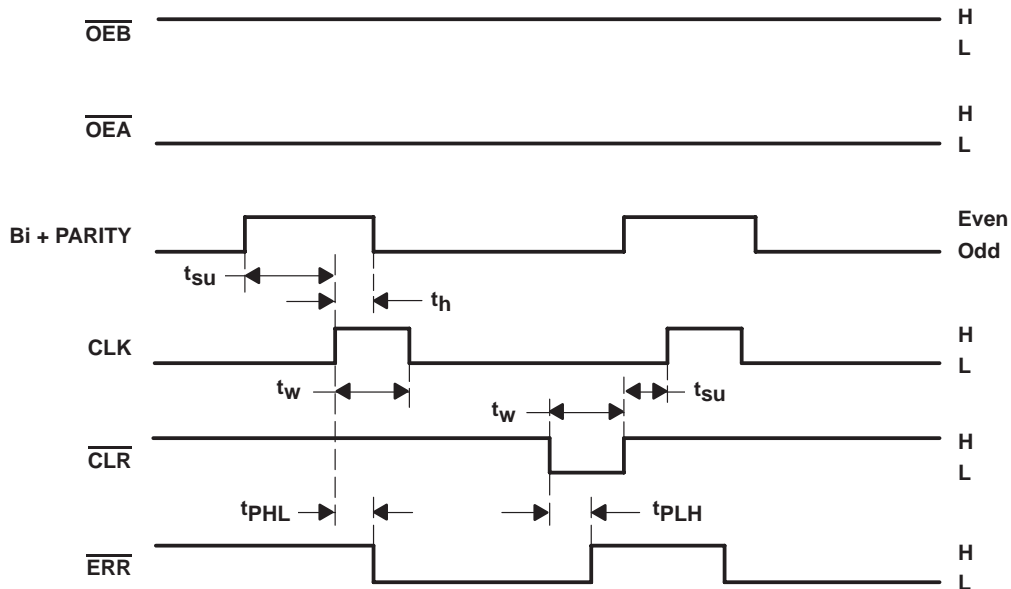 OEB
H
L
OEA
H
L
Bi + PARITY
Even
Odd
tsu
th
CLK
H
L
tw
tw
tsu
CLR
H
L
tPHL
tPLH
ERR
H
L